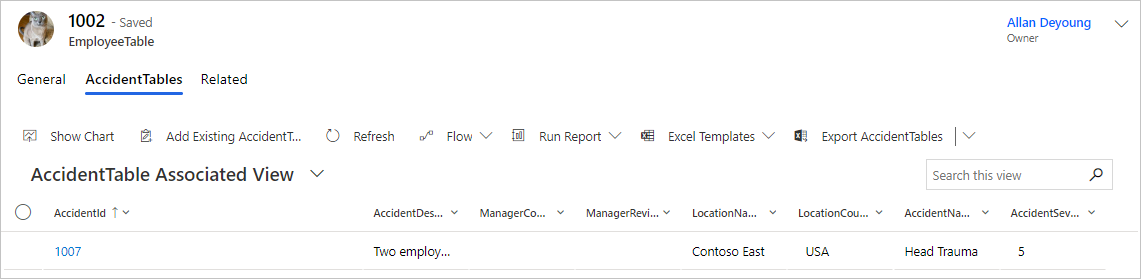 1002 - Saved
EmployeeTable
Allan Deyoung
Owner
General AccidentTables Related
Show Chart Add Existing AccidentT... Refresh Flow Run Report Excel Templates Export AccidentTables
AccidentTable Associated View
Search this view
AccidentId AccidentDes... ManagerCo... ManagerRevi... LocationNa... LocationCou... AccidentNa... AccidentSev...
1007 Two employ... Contoso East USA Head Trauma 5